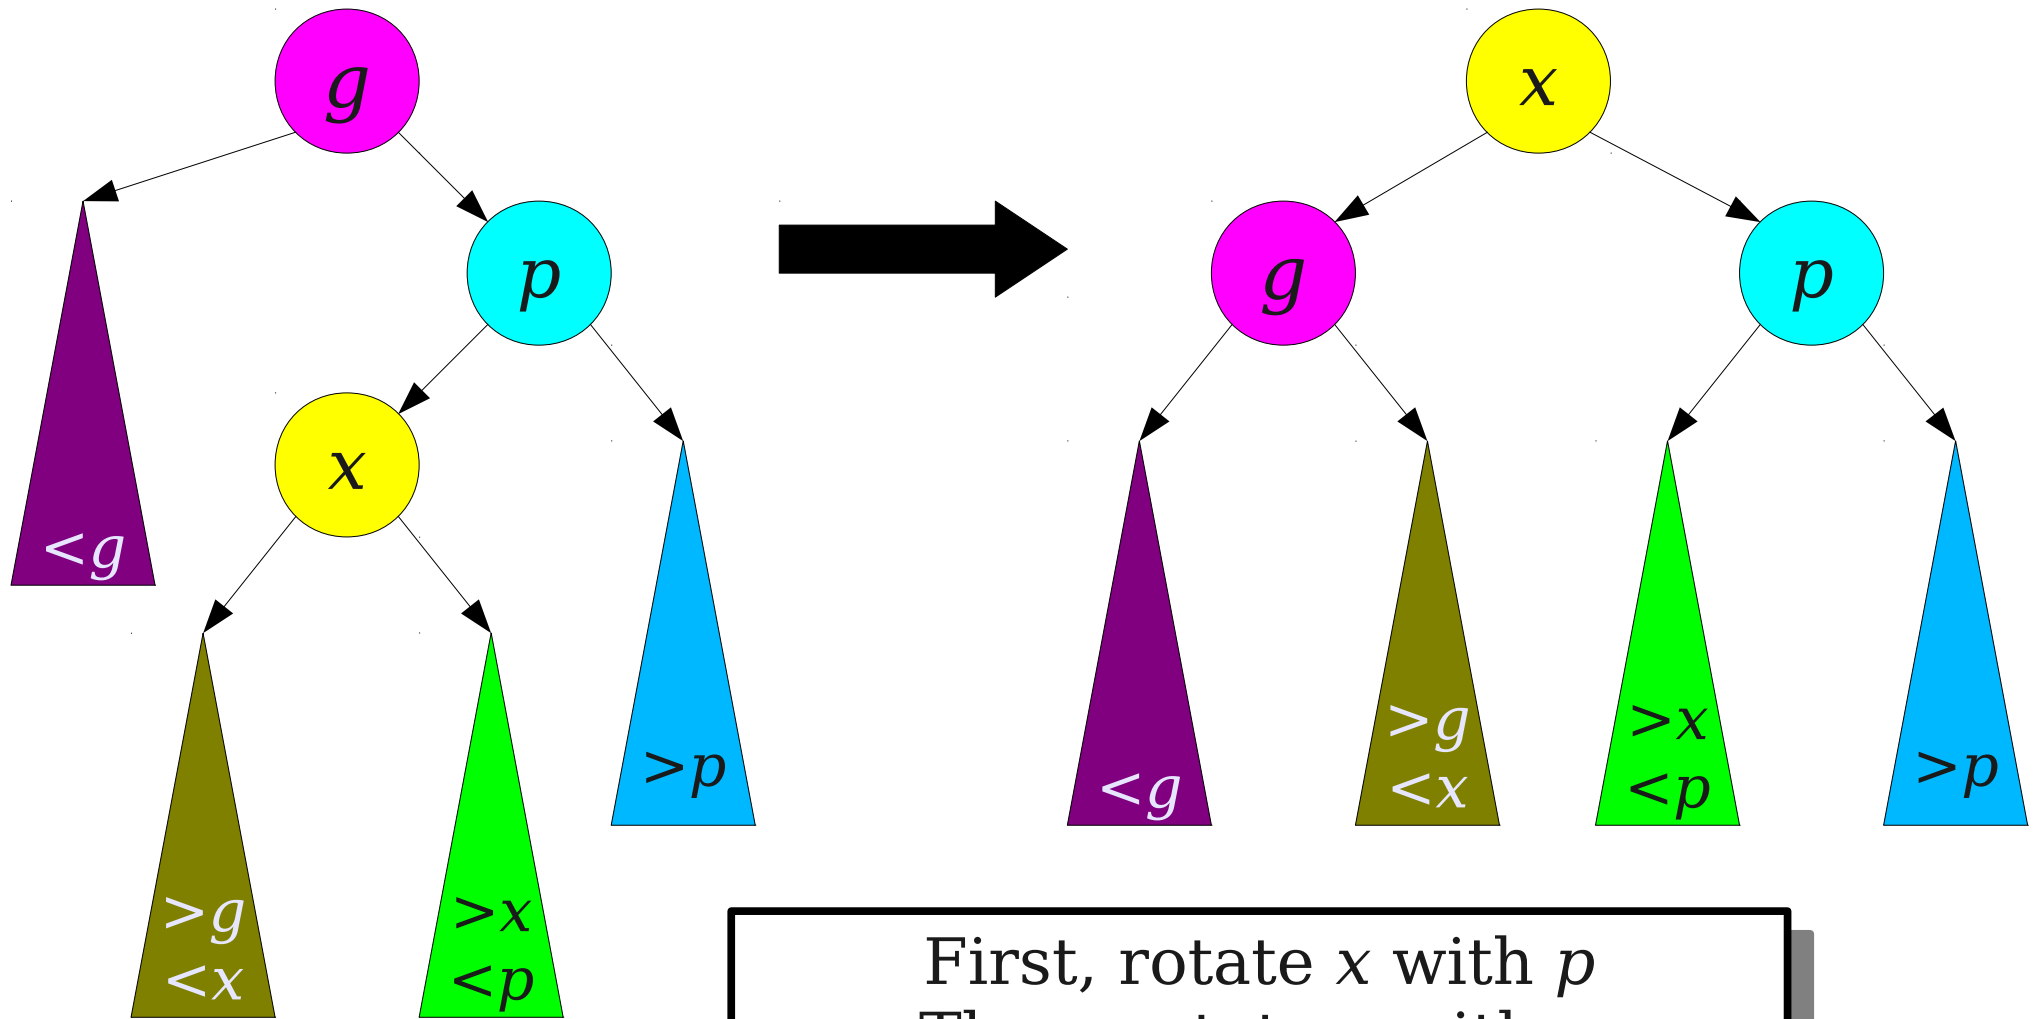 g
p
x
<g
>p
>g
<x
>x
<p
x
g
p
<g
>g
<x
>x
<p
>p
First, rotate x with p